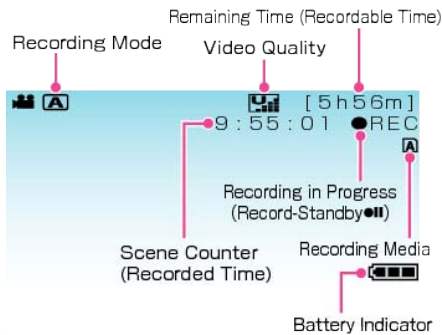 Remaining Time (Recordable Time)
Recording Mode
Video Quality
A
[5h56m]
9:55:01 ●REC
A
Recording in Progress
(Record-Standby●II)
Scene Counter
(Recorded Time)
Recording Media
Battery Indicator